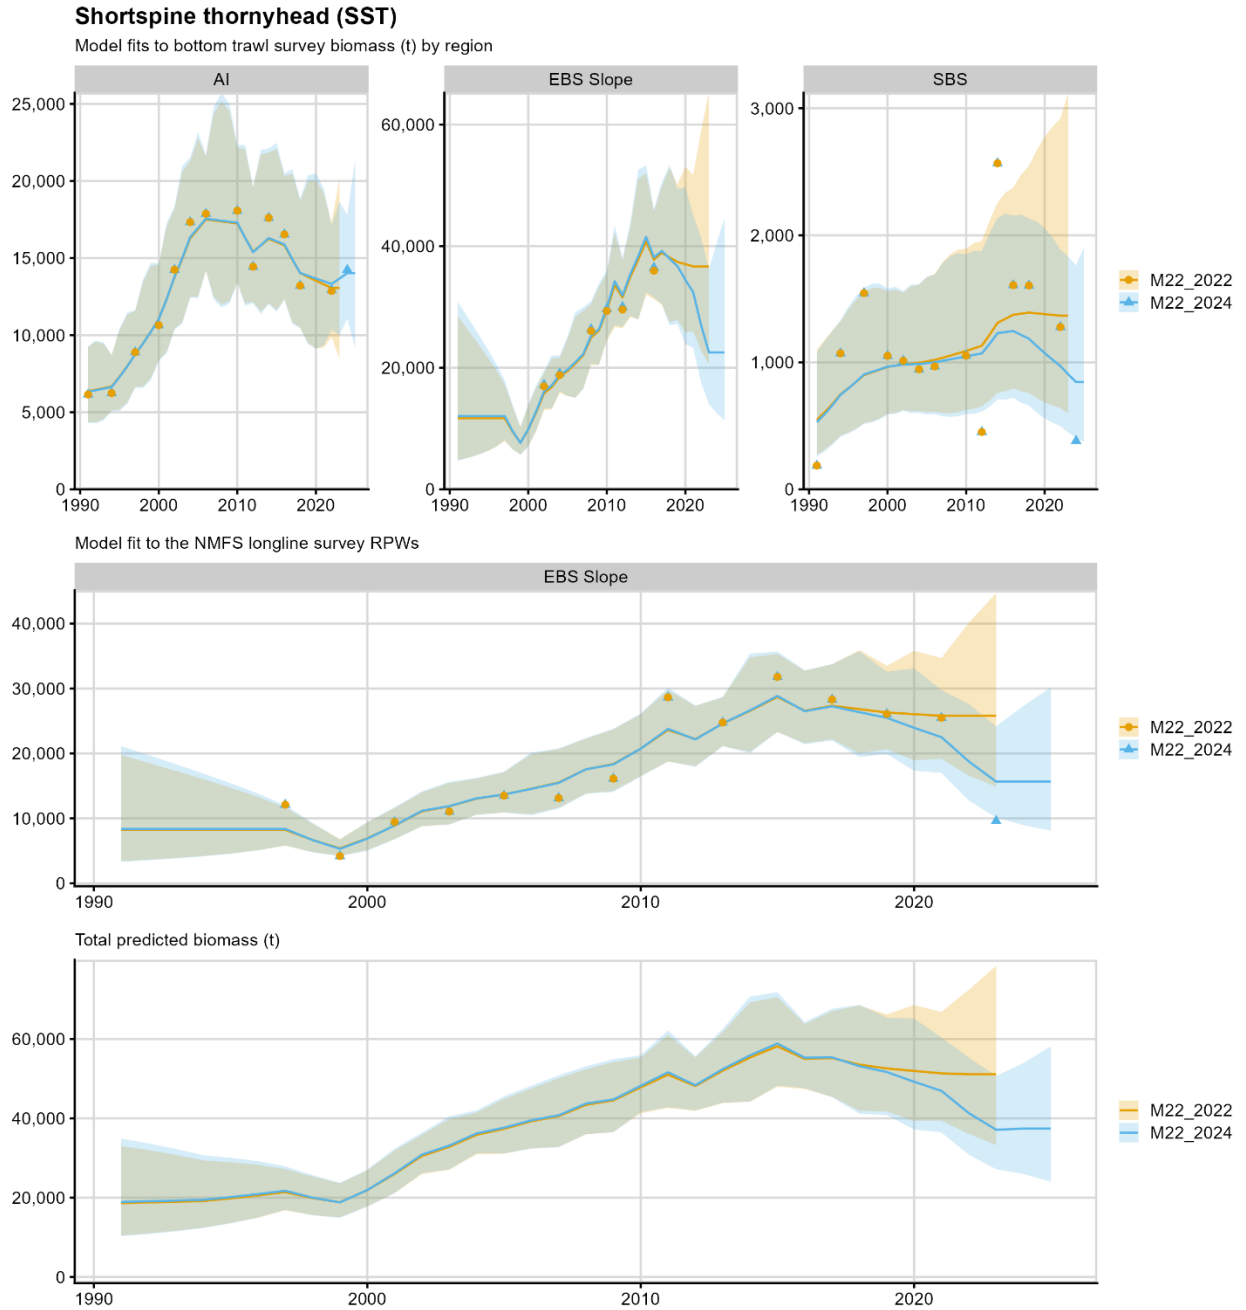 Shortspine thornyhead (SST)
Model fits to bottom trawl survey biomass (t) by region
AI
EBS Slope
SBS
25,000
20,000
15,000
10,000
5,000
0
1990 2000 2010 2020
60,000
40,000
20,000
0
1990 2000 2010 2020
3,000
2,000
1,000
0
1990 2000 2010 2020
M22_2022
M22_2024
Model fit to the NMFS longline survey RPWs
EBS Slope
40,000
30,000
20,000
10,000
0
1990 2000 2010 2020
M22_2022
M22_2024
Total predicted biomass (t)
60,000
40,000
20,000
0
1990 2000 2010 2020
M22_2022
M22_2024